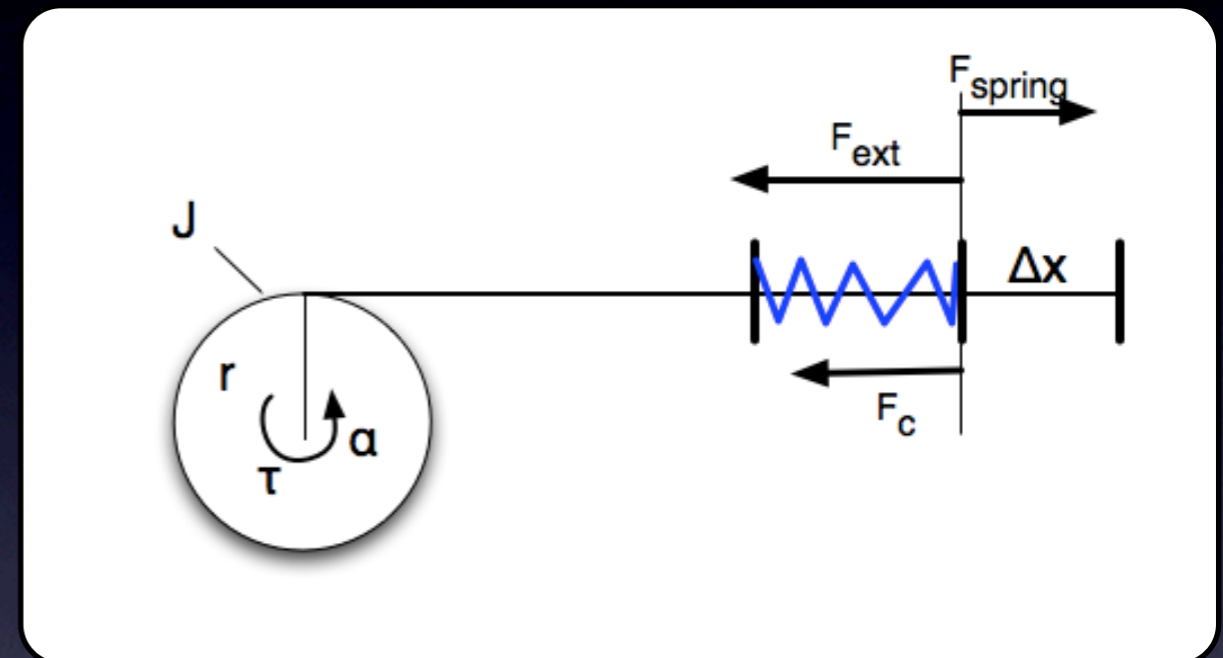 F_spring
F_ext
J
Δx
r
α
τ
F_c